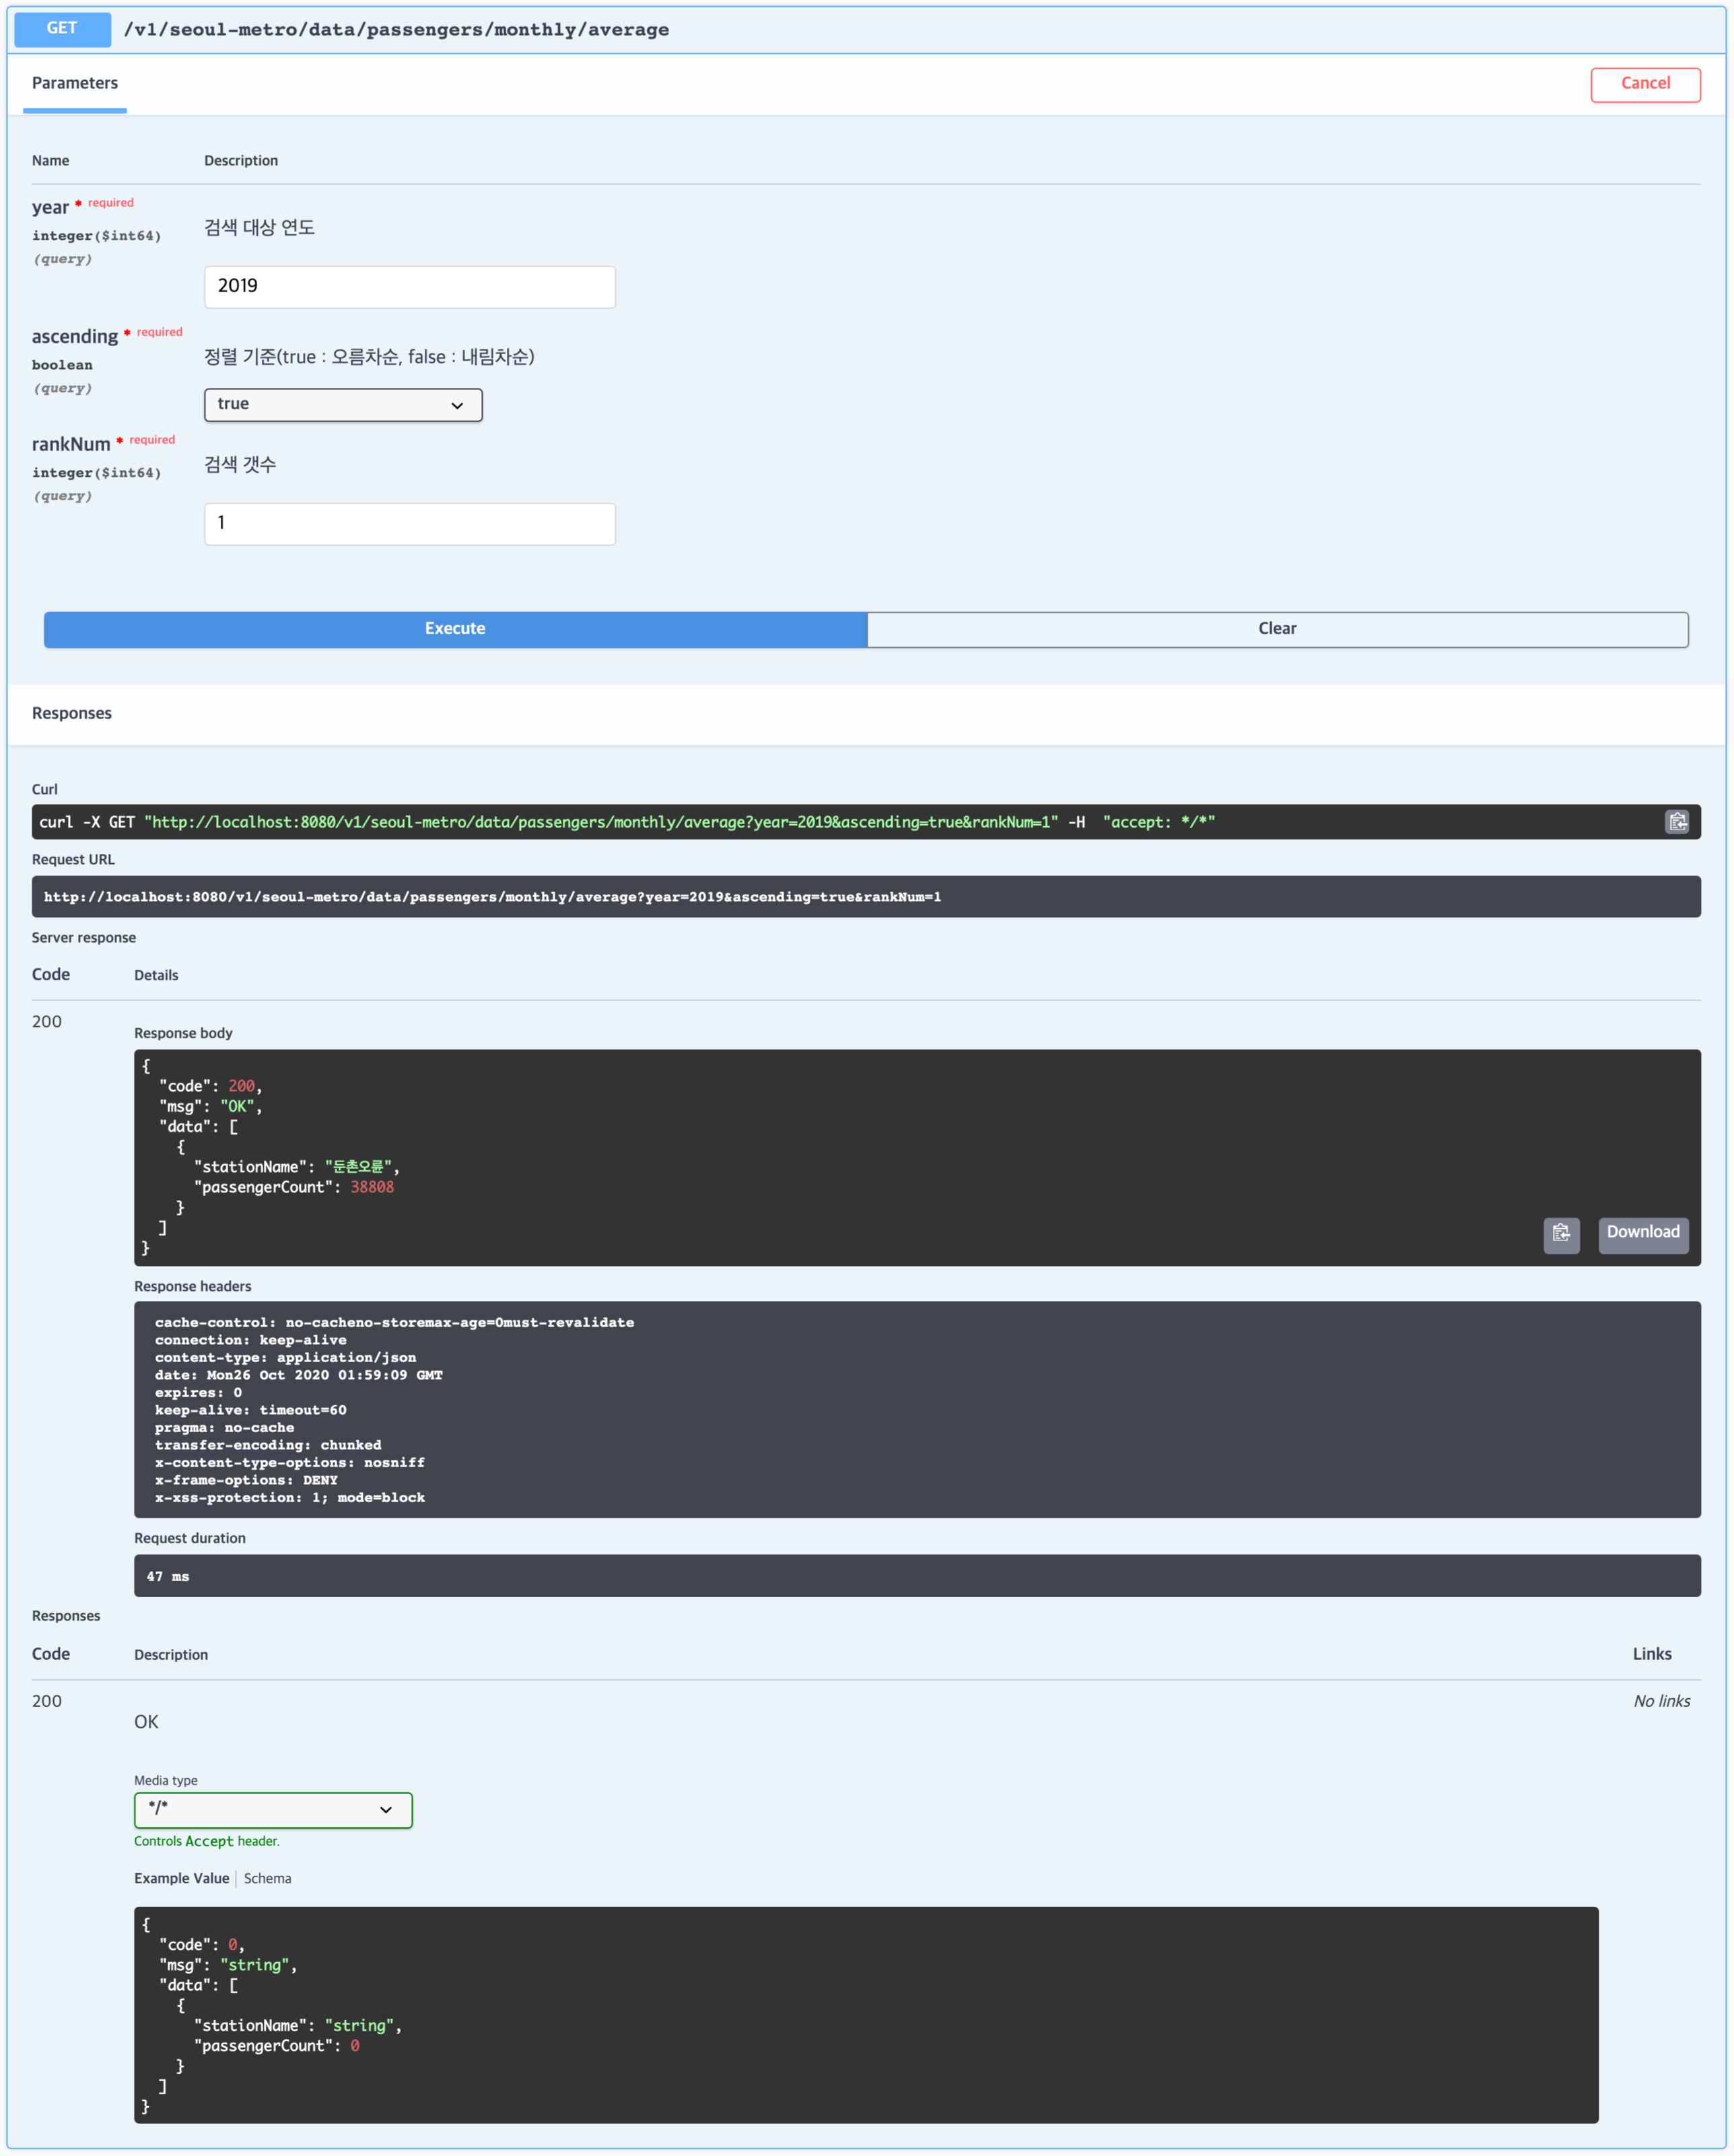 GET /v1/seoul-metro/data/passengers/monthly/average
Parameters
Cancel
Name Description
year * required
integer($int64)
(query)
검색 대상 연도
2019
ascending * required
boolean
(query)
정렬 기준(true : 오름차순, false : 내림차순)
true
rankNum * required
integer($int64)
(query)
검색 갯수
1
Execute
Clear
Responses
Curl
curl -X GET "http://localhost:8080/v1/seoul-metro/data/passengers/monthly/average?year=2019&ascending=true&rankNum=1" -H  "accept: */*"
Request URL
http://localhost:8080/v1/seoul-metro/data/passengers/monthly/average?year=2019&ascending=true&rankNum=1
Server response
Code Details
200
Response body
{
  "code": 200,
  "msg": "OK",
  "data": [
    {
      "stationName": "둔촌오륜",
      "passengerCount": 38808
    }
  ]
}
Download
Response headers
cache-control: no-cacheno-storemax-age=0must-revalidate
connection: keep-alive
content-type: application/json
date: Mon26 Oct 2020 01:59:09 GMT
expires: 0
keep-alive: timeout=60
pragma: no-cache
transfer-encoding: chunked
x-content-type-options: nosniff
x-frame-options: DENY
x-xss-protection: 1; mode=block
Request duration
47 ms
Responses
Code Description Links
200
OK
No links
Media type
*/*
Controls Accept header.
Example Value Schema
{
  "code": 0,
  "msg": "string",
  "data": [
    {
      "stationName": "string",
      "passengerCount": 0
    }
  ]
}